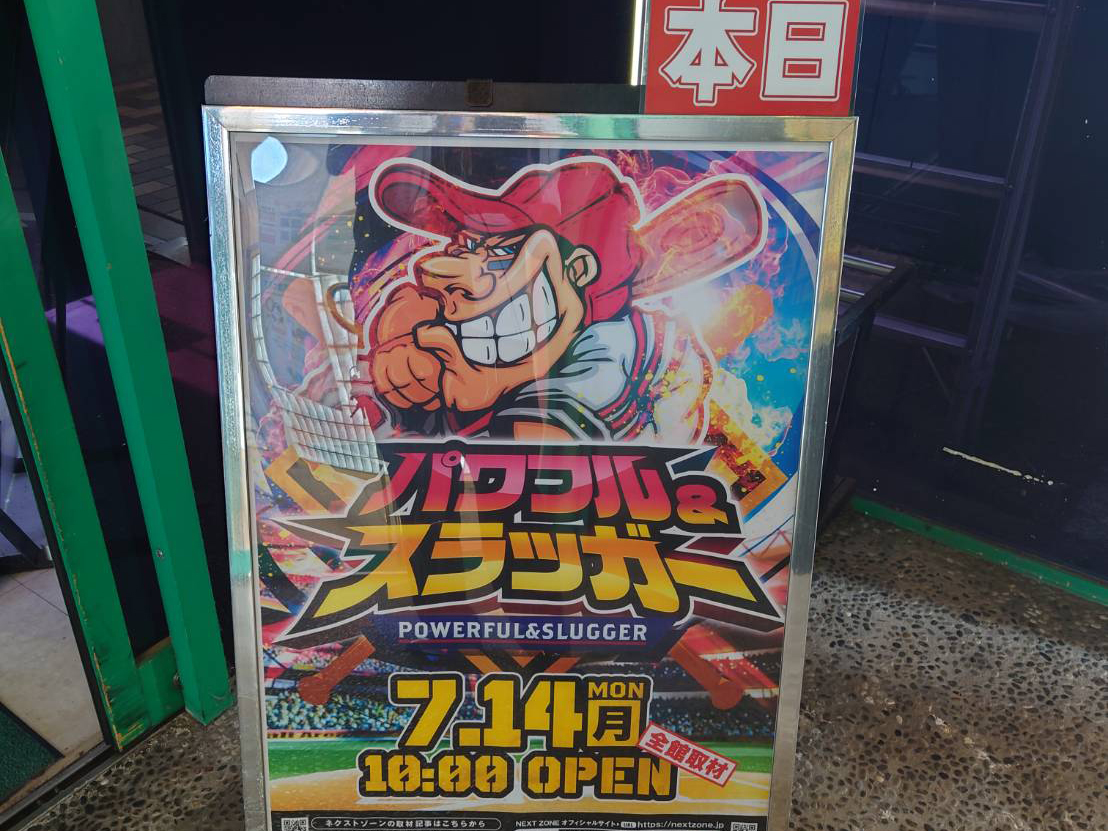 本日
パワフル&
スラッガー
POWERFUL&SLUGGER
7.14 MON 月
全館取材
10:00 OPEN
ネクストゾーンの取材記事はこちらから
NEXT ZONE オフィシャルサイト URL https://nextzone.jp